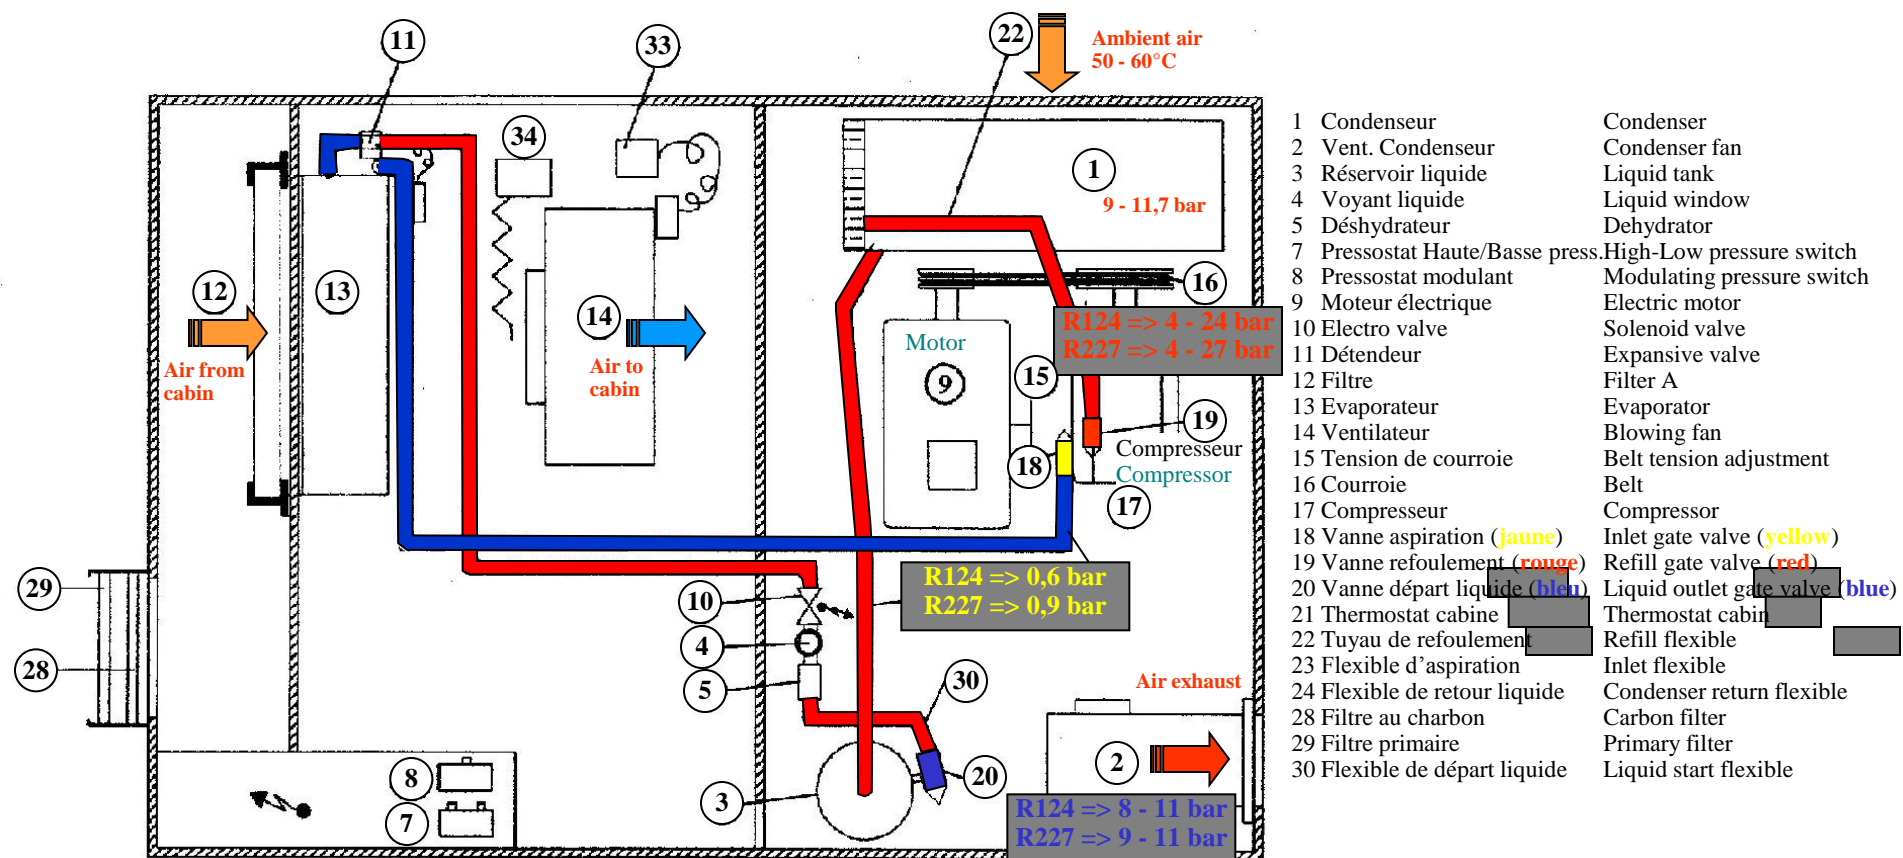 11
33
22
Ambient air
50 - 60°C
34
1
9 - 11,7 bar
12
13
14
16
Air from
cabin
Air to
cabin
Motor
9
15
R124 => 4 - 24 bar
R227 => 4 - 27 bar
19
Compresseur
Compressor
18
17
R124 => 0,6 bar
R227 => 0,9 bar
29
10
4
28
5
30
Air exhaust
8
7
3
20
2
R124 => 8 - 11 bar
R227 => 9 - 11 bar
1 Condenseur Condenser
2 Vent. Condenseur Condenser fan
3 Réservoir liquide Liquid tank
4 Voyant liquide Liquid window
5 Déshydrateur Dehydrator
7 Pressostat Haute/Basse press. High-Low pressure switch
8 Pressostat modulant Modulating pressure switch
9 Moteur électrique Electric motor
10 Electro valve Solenoid valve
11 Détendeur Expansive valve
12 Filtre Filter A
13 Evaporateur Evaporator
14 Ventilateur Blowing fan
15 Tension de courroie Belt tension adjustment
16 Courroie Belt
17 Compresseur Compressor
18 Vanne aspiration (jaune) Inlet gate valve (yellow)
19 Vanne refoulement (rouge) Refill gate valve (red)
20 Vanne départ liquide (bleu) Liquid outlet gate valve (blue)
21 Thermostat cabine Thermostat cabin
22 Tuyau de refoulement Refill flexible
23 Flexible d'aspiration Inlet flexible
24 Flexible de retour liquide Condenser return flexible
28 Filtre au charbon Carbon filter
29 Filtre primaire Primary filter
30 Flexible de départ liquide Liquid start flexible